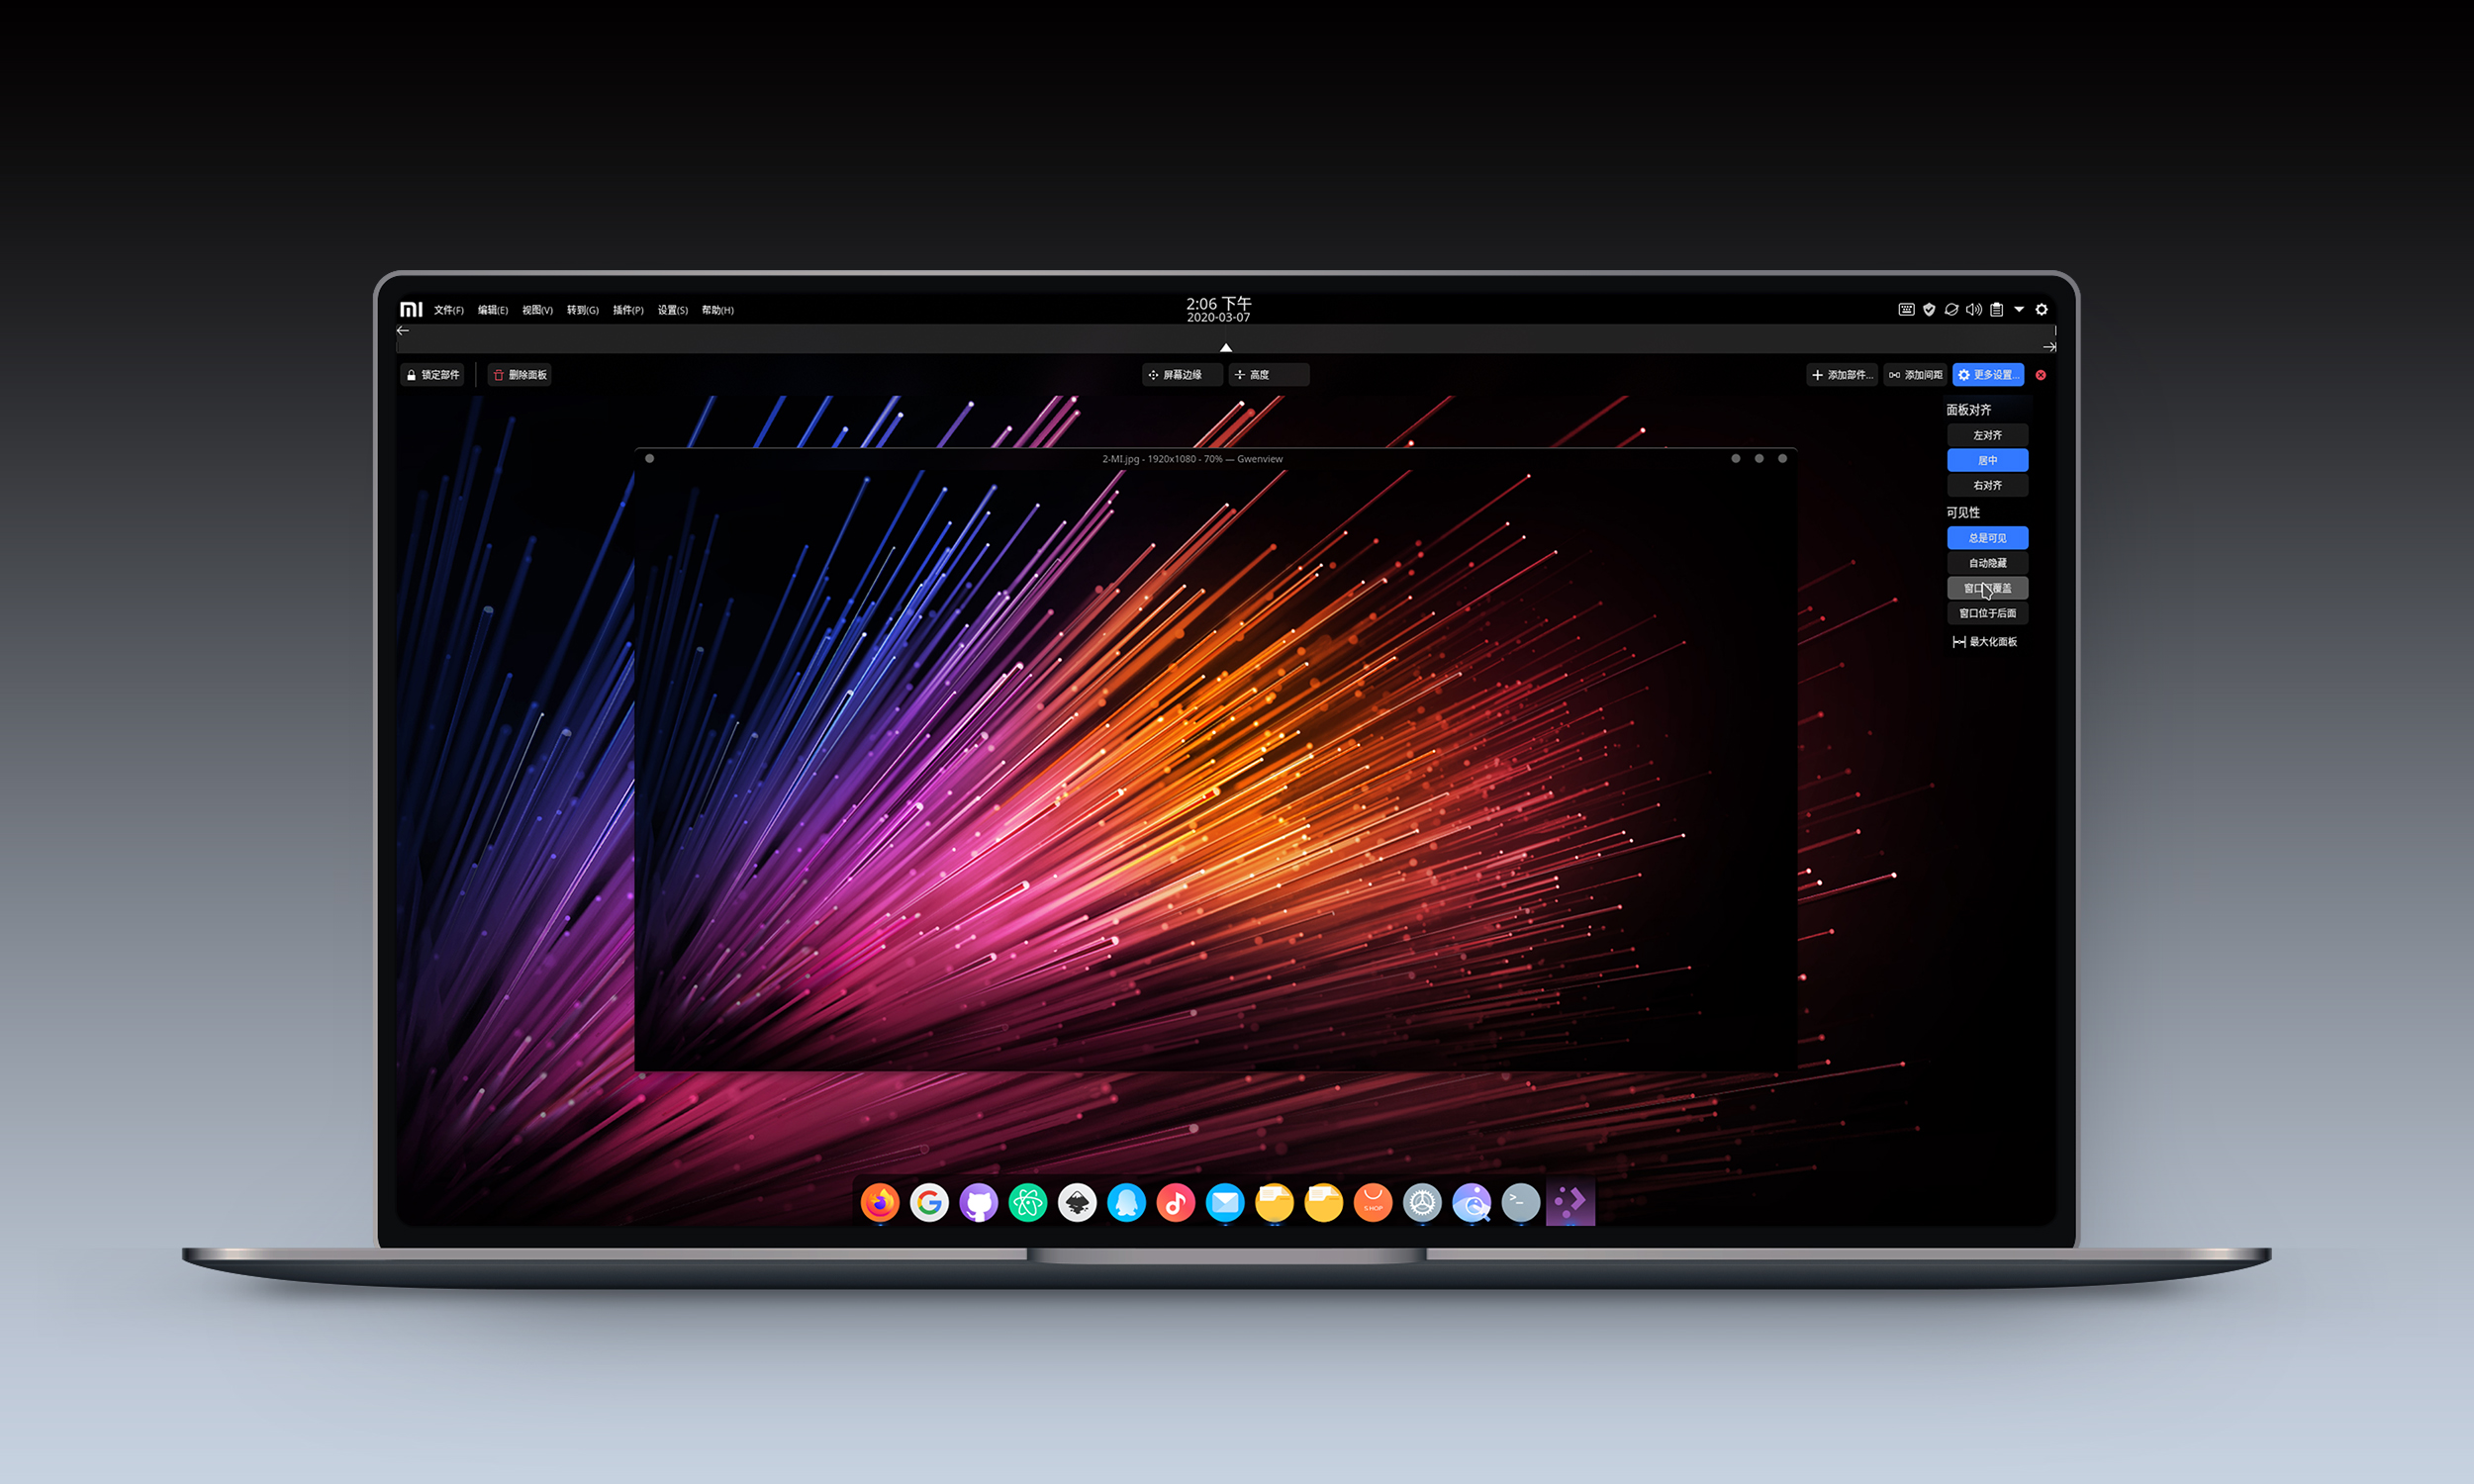 MI 文件(F) 编辑(E) 视图(V) 转到(G) 插件(P) 设置(S) 帮助(H)
2:06 下午
2020-03-07
锁定部件 删除面板 屏幕边缘 高度 添加部件... 添加间距 更多设置...
面板对齐
左对齐
居中
右对齐
可见性
总是可见
自动隐藏
窗口 覆盖
窗口位于后面
最大化面板
2-MI.jpg - 1920x1080 - 70% — Gwenview
SHOP